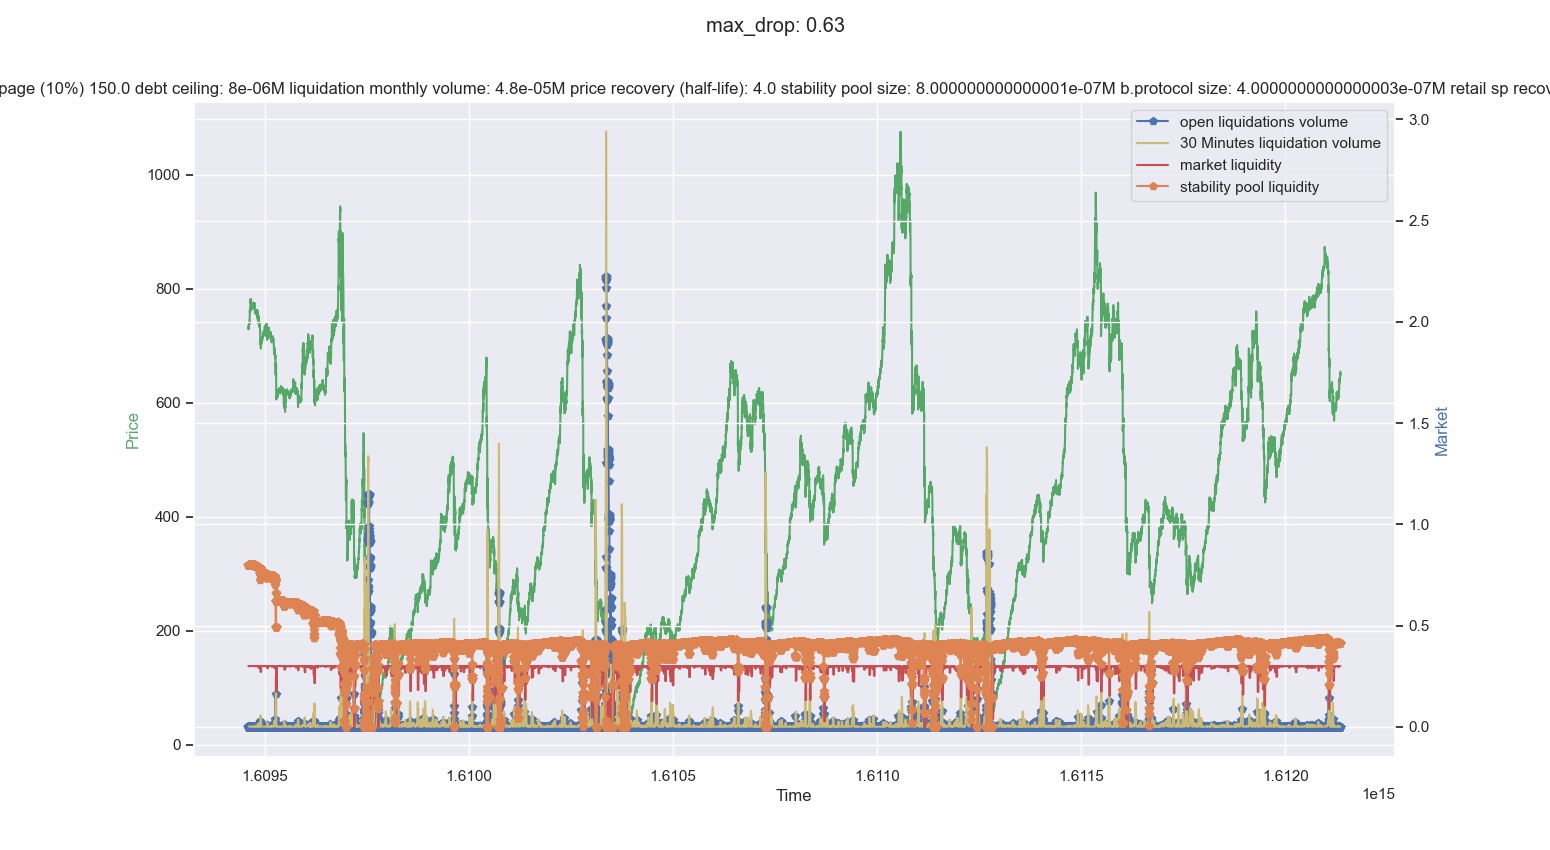 max_drop: 0.63
page (10%) 150.0 debt ceiling: 8e-06M liquidation monthly volume: 4.8e-05M price recovery (half-life): 4.0 stability pool size: 8.000000000000001e-07M b.protocol size: 4.0000000000000003e-07M retail sp recov
open liquidations volume
30 Minutes liquidation volume
market liquidity
stability pool liquidity
1000
800
600
400
200
0
Price
3.0
2.5
2.0
1.5
1.0
0.5
0.0
Market
1.6095 1.6100 1.6105 1.6110 1.6115 1.6120
Time
1e15